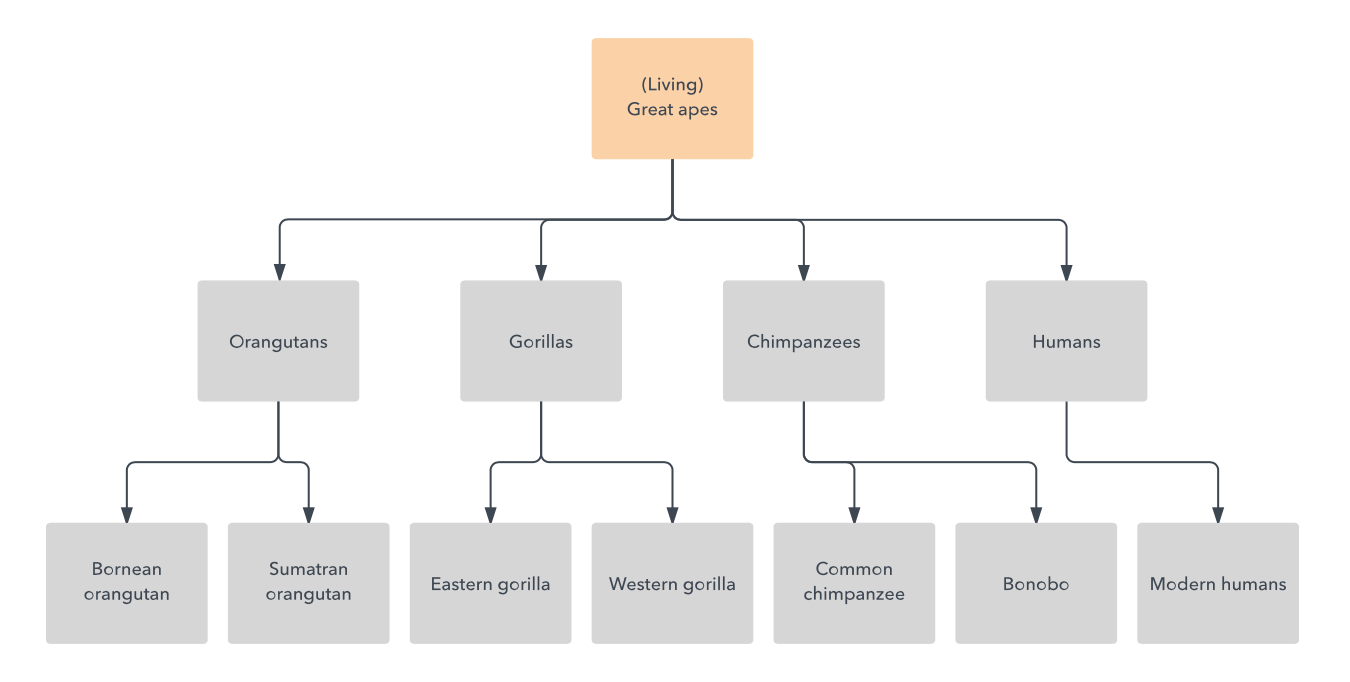 (Living)
Great apes
Orangutans
Gorillas
Chimpanzees
Humans
Bornean
orangutan
Sumatran
orangutan
Eastern gorilla
Western gorilla
Common
chimpanzee
Bonobo
Modern humans